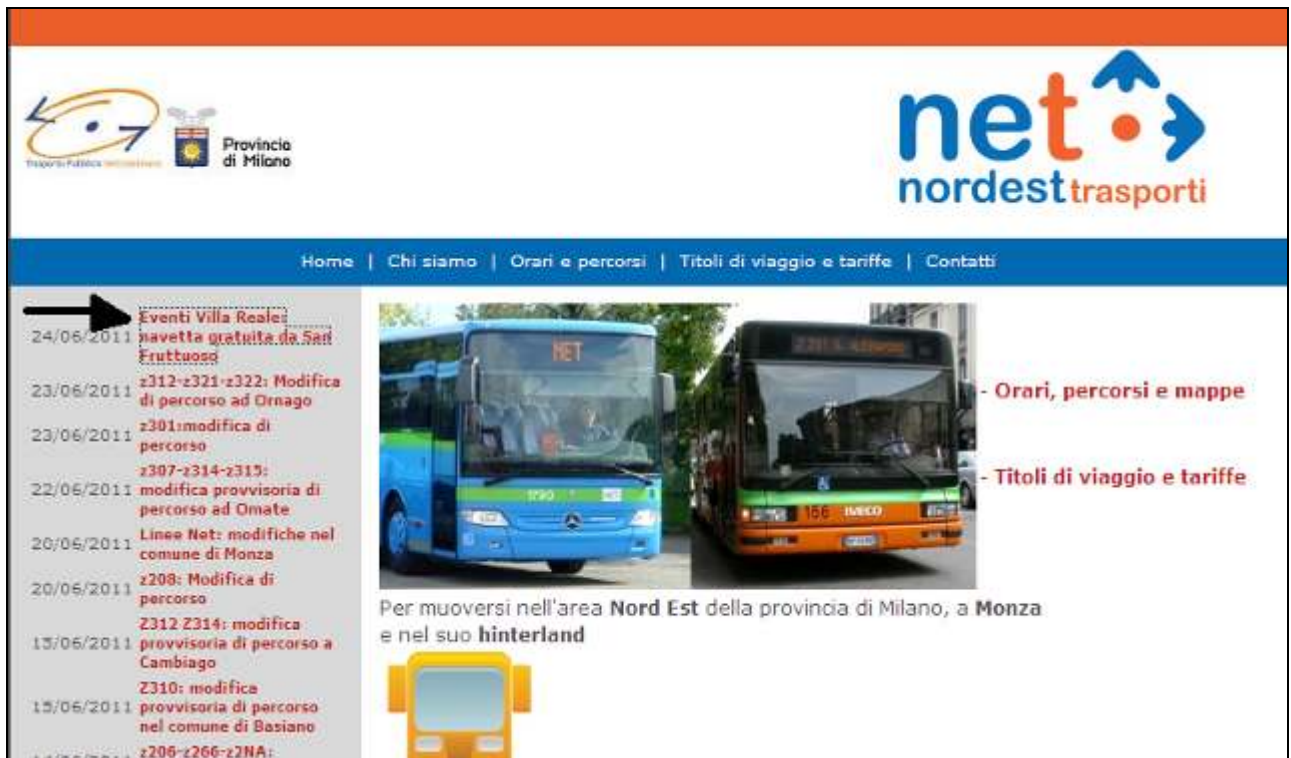 Trasporto Pubblico
Provincia
di Milano
net
nordest trasporti
Home | Chi siamo | Orari e percorsi | Titoli di viaggio e tariffe | Contatti
24/06/2011 Eventi Villa Reale:
navetta gratuita da San
Fruttuoso
23/06/2011 z312-z321-z322: Modifica
di percorso ad Ornago
23/06/2011 z301:modifica di
percorso
22/06/2011 z307-z314-z315:
modifica provvisoria di
percorso ad Omate
20/06/2011 Linee Net: modifiche nel
comune di Monza
20/06/2011 z208: Modifica di
percorso
15/06/2011 Z312 Z314: modifica
provvisoria di percorso a
Cambiago
15/06/2011 Z310: modifica
provvisoria di percorso
nel comune di Basiano
z206-z266-z2NA:
NET
1790
166 IVECO
- Orari, percorsi e mappe
- Titoli di viaggio e tariffe
Per muoversi nell'area Nord Est della provincia di Milano, a Monza
e nel suo hinterland